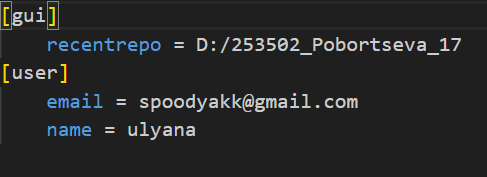 [gui]
recentrepo = D:/253502_Pobortseva_17
[user]
email = spoodyakk@gmail.com
name = ulyana